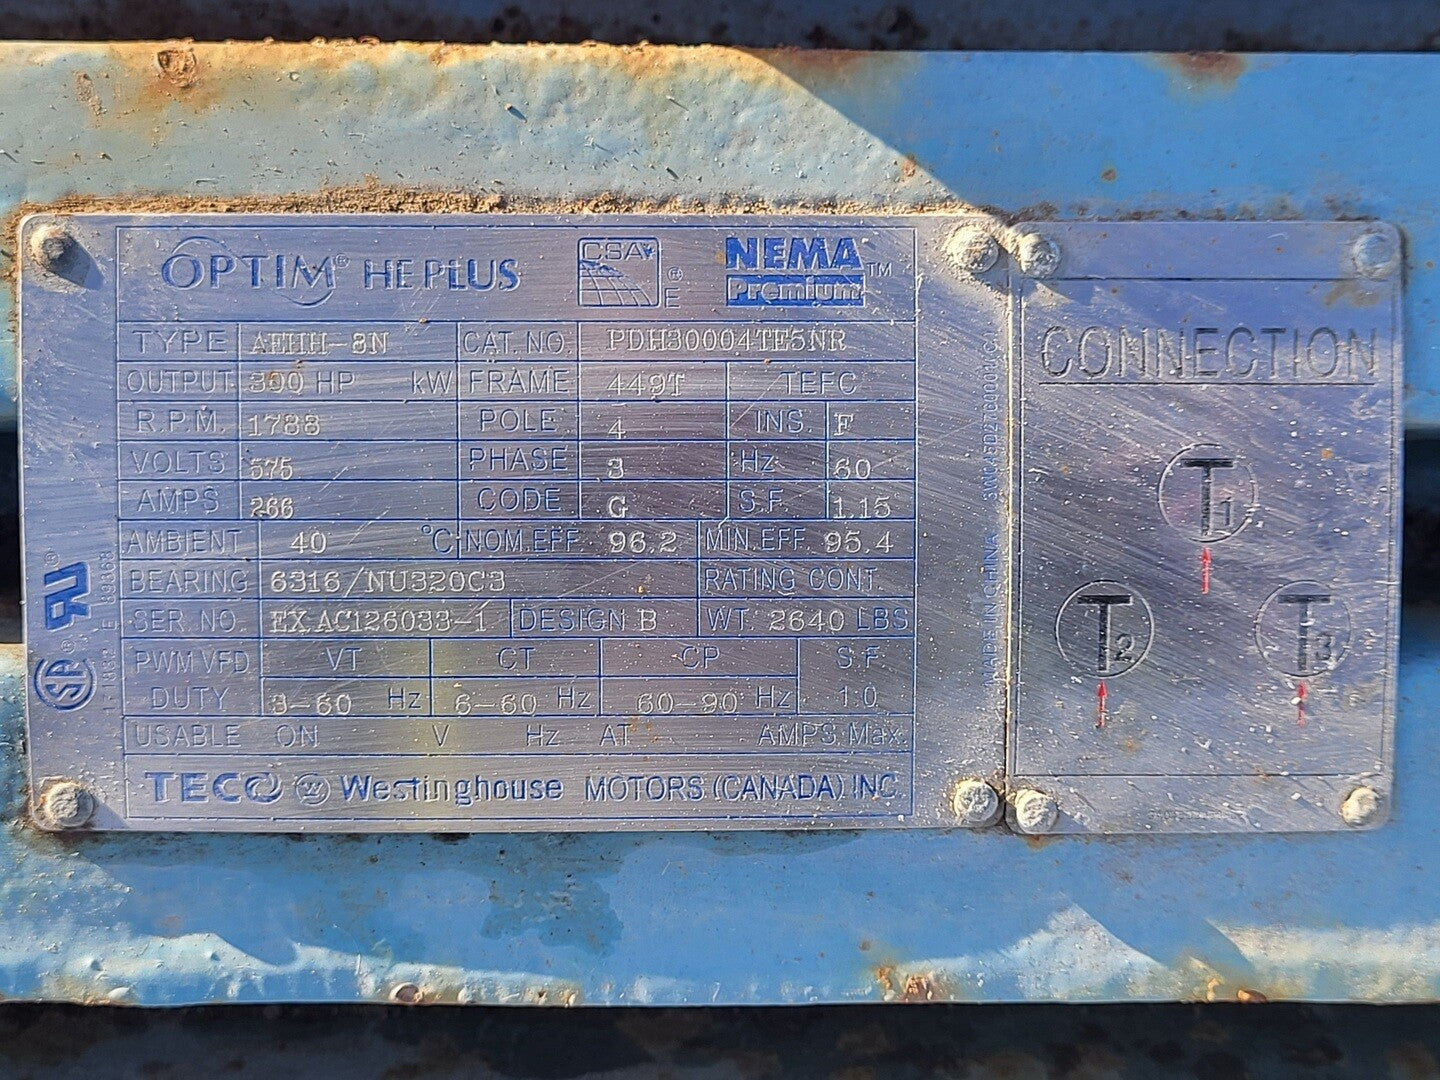 OPTIM® HE PLUS CSA ® E NEMA™ Premium
TYPE AEHH-8N CAT. NO. PDH30004TE5NR
OUTPUT 300 HP kW FRAME 449T TEFC
R.P.M. 1788 POLE 4 INS. F
VOLTS 575 PHASE 3 Hz 60
AMPS 266 CODE G S.F. 1.15
AMBIENT 40 °C NOM.EFF. 96.2 MIN.EFF. 95.4
BEARING 6316/NU320C3 RATING CONT.
SER. NO. EXAC126033-1 DESIGN B WT. 2640 LBS
PWM VFD VT CT CP S.F
DUTY 3-60 Hz 6-60 Hz 60-90 Hz 1.0
USABLE ON V Hz AT AMPS Max.
TECO W Westinghouse MOTORS (CANADA) INC.
MADE IN CHINA
CONNECTION
T1
T2 T3